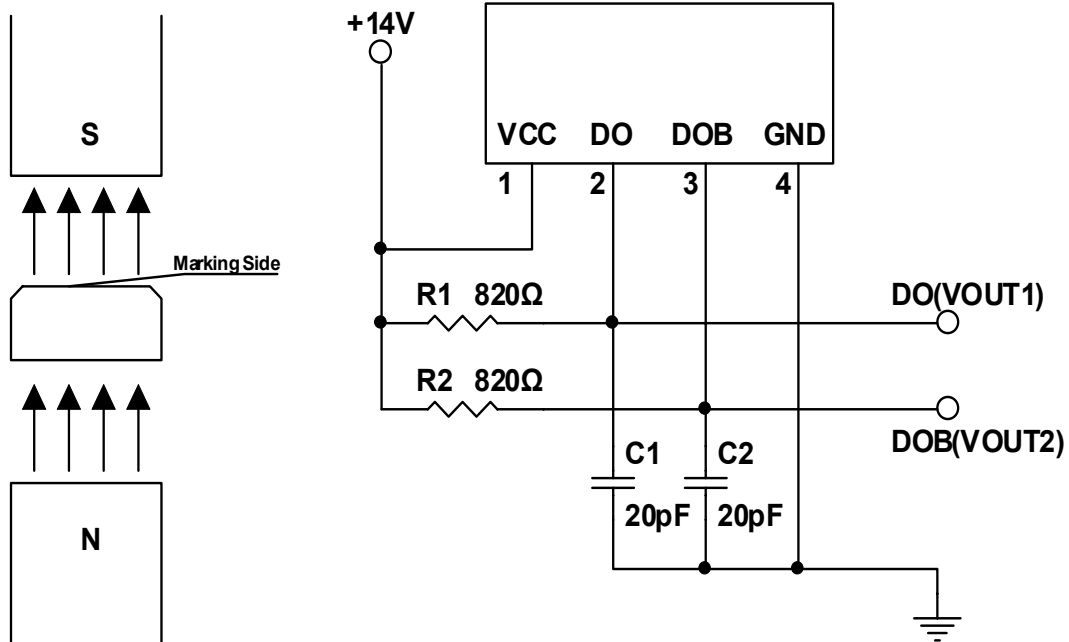 S
Marking Side
N
+14V
VCC DO DOB GND
1 2 3 4
R1 820Ω
DO(VOUT1)
R2 820Ω
DOB(VOUT2)
C1 C2
20pF 20pF